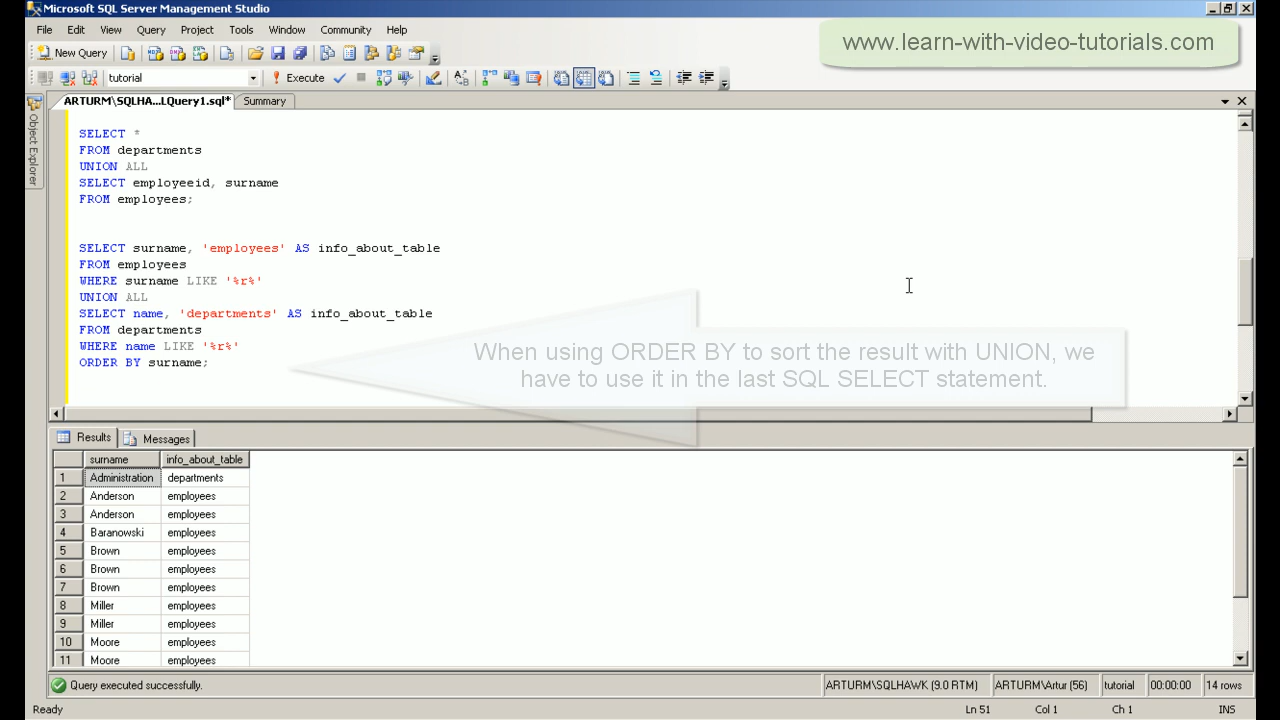 Microsoft SQL Server Management Studio
File Edit View Query Project Tools Window Community Help
www.learn-with-video-tutorials.com
New Query
tutorial
Execute
ARTURM\SQLHA...LQuery1.sql* Summary
Object Explorer
SELECT *
FROM departments
UNION ALL
SELECT employeeid, surname
FROM employees;
SELECT surname, 'employees' AS info_about_table
FROM employees
WHERE surname LIKE '%r%'
UNION ALL
SELECT name, 'departments' AS info_about_table
FROM departments
WHERE name LIKE '%r%'
ORDER BY surname;
When using ORDER BY to sort the result with UNION, we
have to use it in the last SQL SELECT statement.
Results Messages
surname info_about_table
1 Administration departments
2 Anderson employees
3 Anderson employees
4 Baranowski employees
5 Brown employees
6 Brown employees
7 Brown employees
8 Miller employees
9 Miller employees
10 Moore employees
11 Moore employees
Query executed successfully. ARTURM\SQLHAWK (9.0 RTM) ARTURM\Artur (56) tutorial 00:00:00 14 rows
Ready Ln 51 Col 1 Ch 1 INS